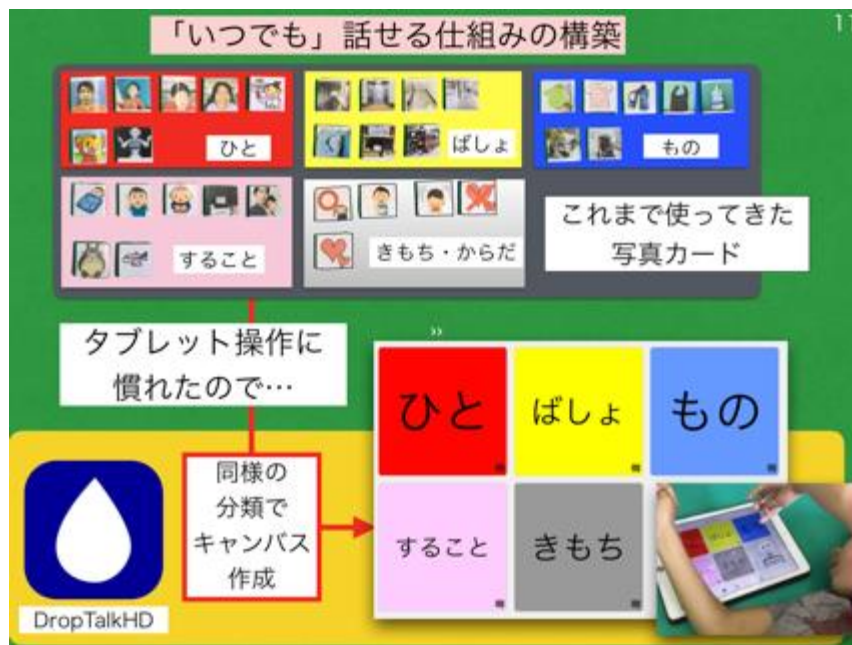 11
「いつでも」話せる仕組みの構築
ひと
ばしょ
もの
すること
きもち・からだ
これまで使ってきた
写真カード
タブレット操作に
慣れたので…
ひと
ばしょ
もの
同様の
分類で
キャンバス
作成
すること
きもち
DropTalkHD